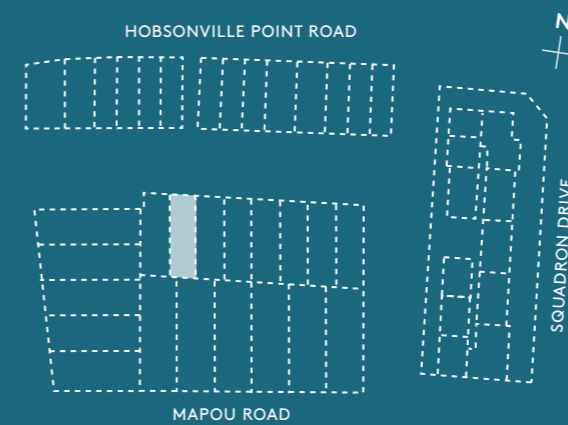 HOBSONVILLE POINT ROAD
N
SQUADRON DRIVE
MAPOU ROAD